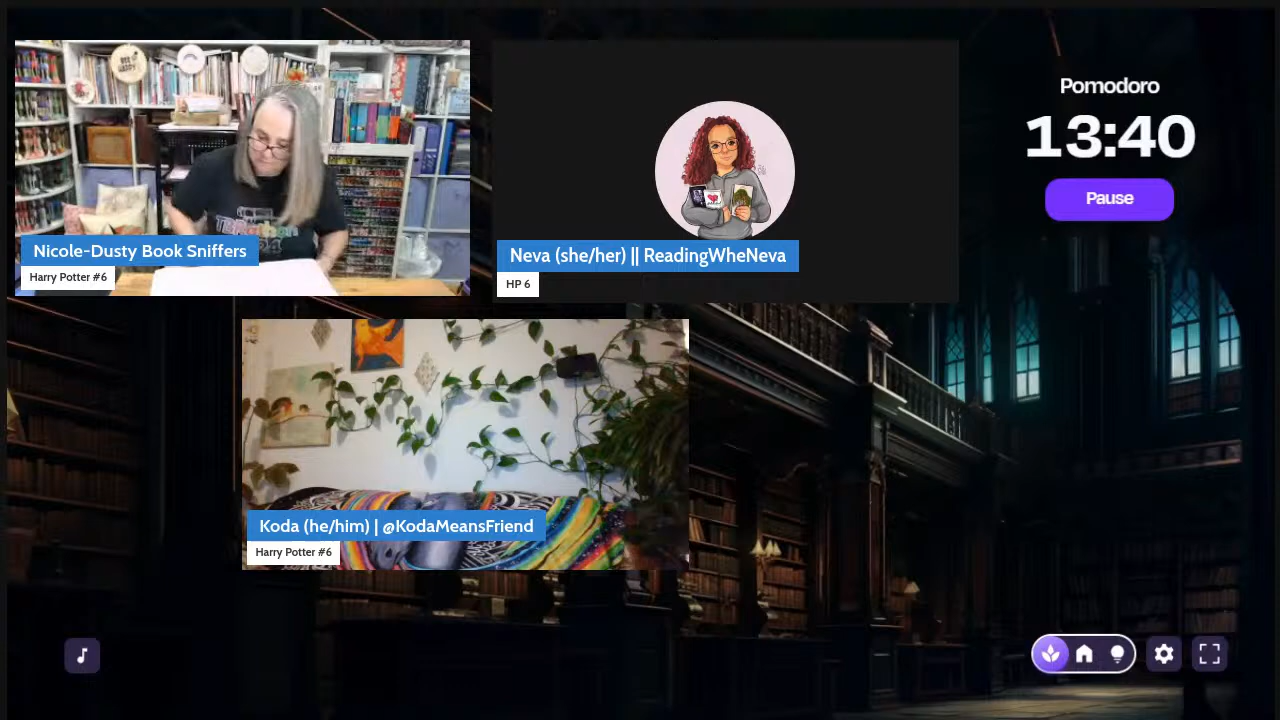 Pomodoro
13:40
Pause
Nicole-Dusty Book Sniffers
Harry Potter #6
Neva (she/her) || ReadingWheNeva
HP 6
Koda (he/him) | @KodaMeansFriend
Harry Potter #6